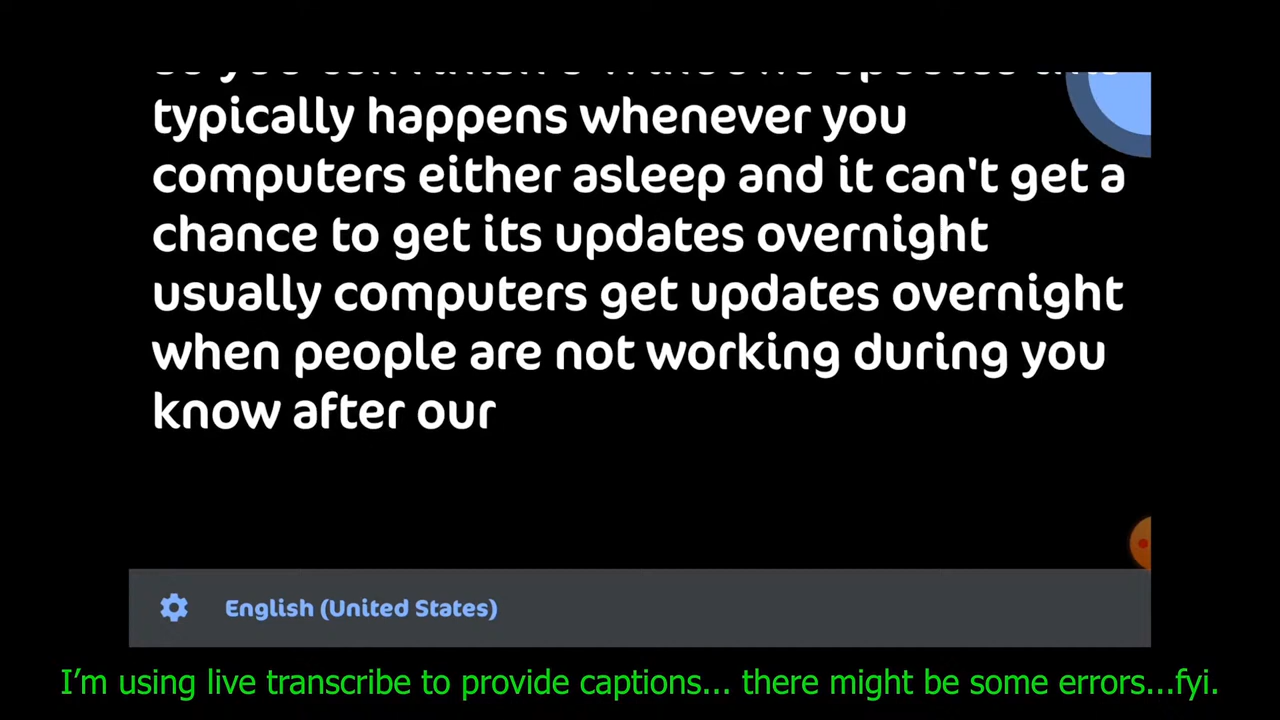 typically happens whenever you
computers either asleep and it can't get a
chance to get its updates overnight
usually computers get updates overnight
when people are not working during you
know after our
English (United States)
I'm using live transcribe to provide captions... there might be some errors...fyi.